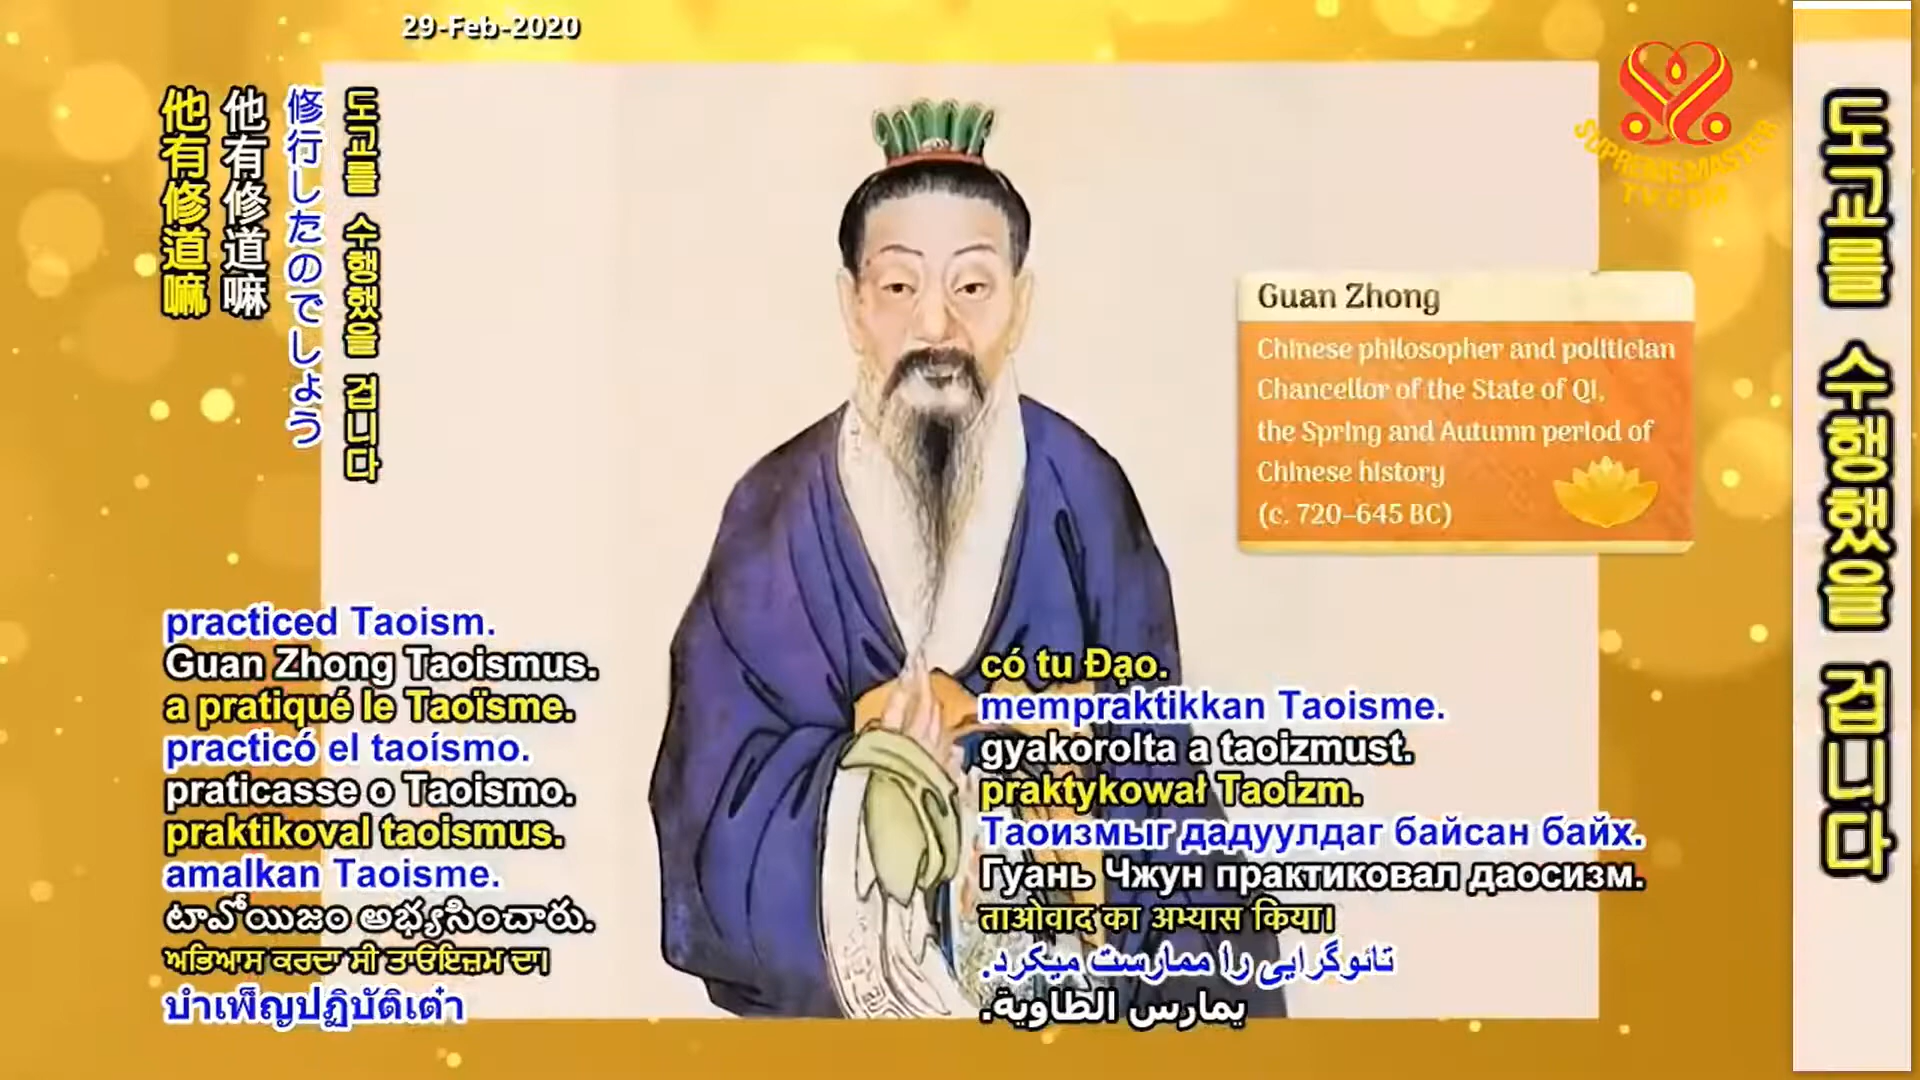 29-Feb-2020
他有修道嘛
他有修道嘛
修行したのでしょう
도교를 수행했을 겁니다
SUPREMEMASTER
TV.COM
Guan Zhong
Chinese philosopher and politician
Chancellor of the State of QI,
the Spring and Autumn period of
Chinese history
(c. 720–645 BC)
practiced Taoism.
Guan Zhong Taoismus.
a pratiqué le Taoïsme.
practicó el taoísmo.
praticasse o Taoismo.
praktikoval taoismus.
amalkan Taoisme.
టావోయిజం అభ్యసించారు.
ਅਭਿਆਸ ਕਰਦਾ ਸੀ ਤਾਓਇਜ਼ਮ ਦਾ।
บำเพ็ญปฏิบัติเต๋า
có tu Đạo.
mempraktikkan Taoisme.
gyakorolta a taoizmust.
praktykował Taoizm.
Таоизмыг дадуулдаг байсан байх.
Гуань Чжун практиковал даосизм.
ताओवाद का अभ्यास किया।
تائوگرایی را ممارست میکرد.
يمارس الطاوية.
도교를 수행했을 겁니다